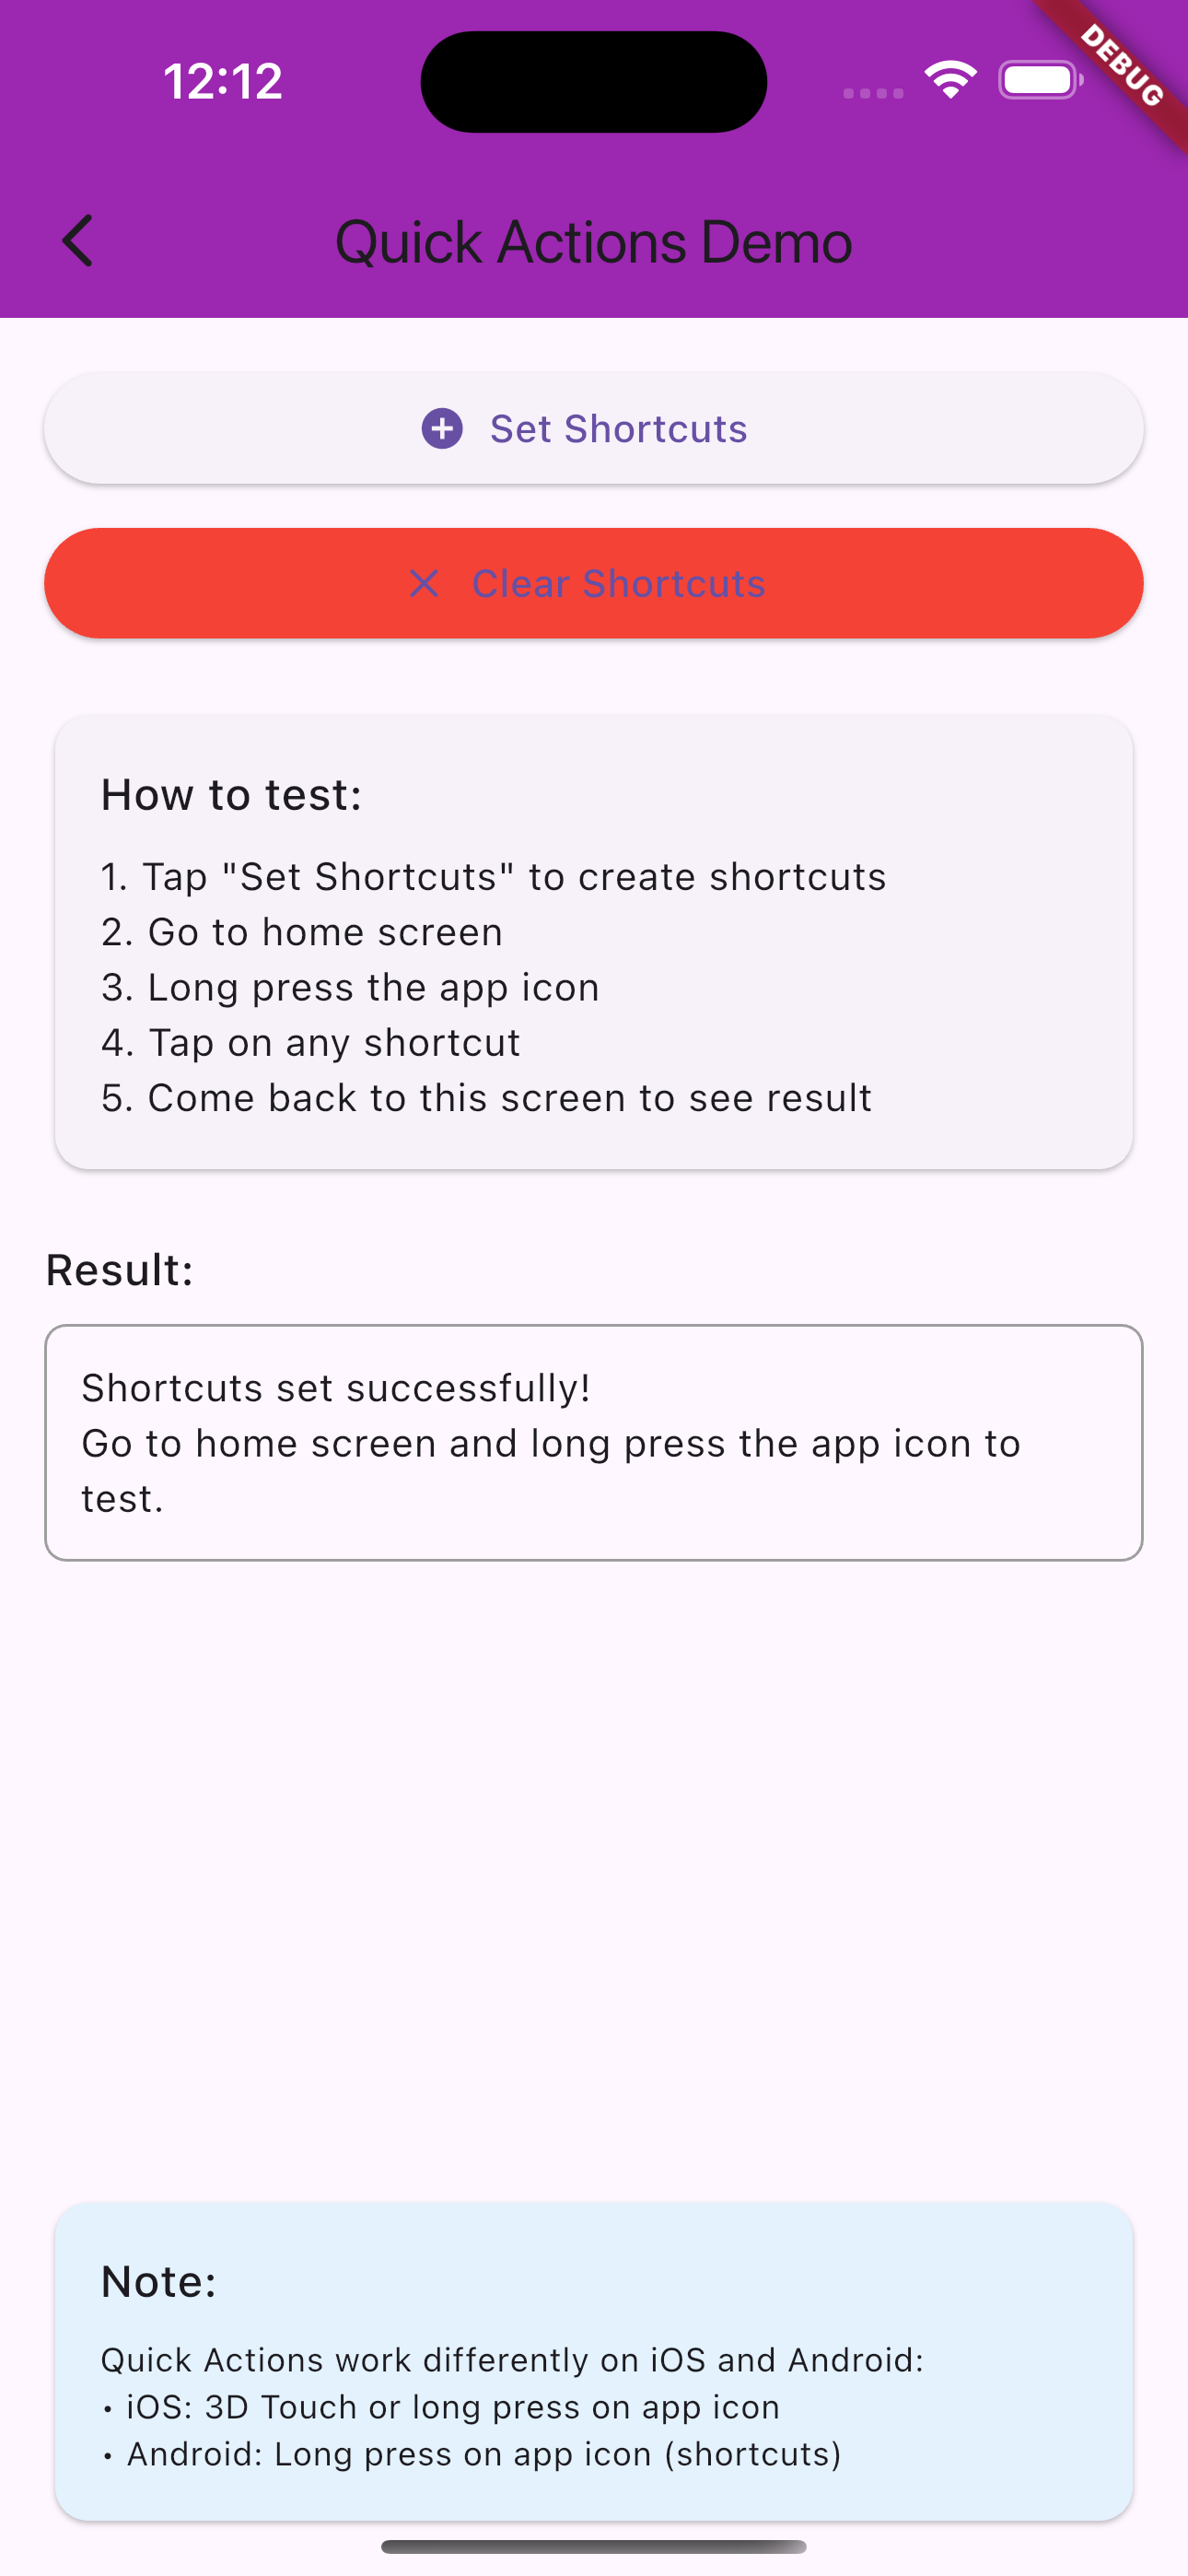 12:12
DEBUG
Quick Actions Demo
Set Shortcuts
Clear Shortcuts
How to test:
1. Tap "Set Shortcuts" to create shortcuts
2. Go to home screen
3. Long press the app icon
4. Tap on any shortcut
5. Come back to this screen to see result
Result:
Shortcuts set successfully!
Go to home screen and long press the app icon to
test.
Note:
Quick Actions work differently on iOS and Android:
• iOS: 3D Touch or long press on app icon
• Android: Long press on app icon (shortcuts)